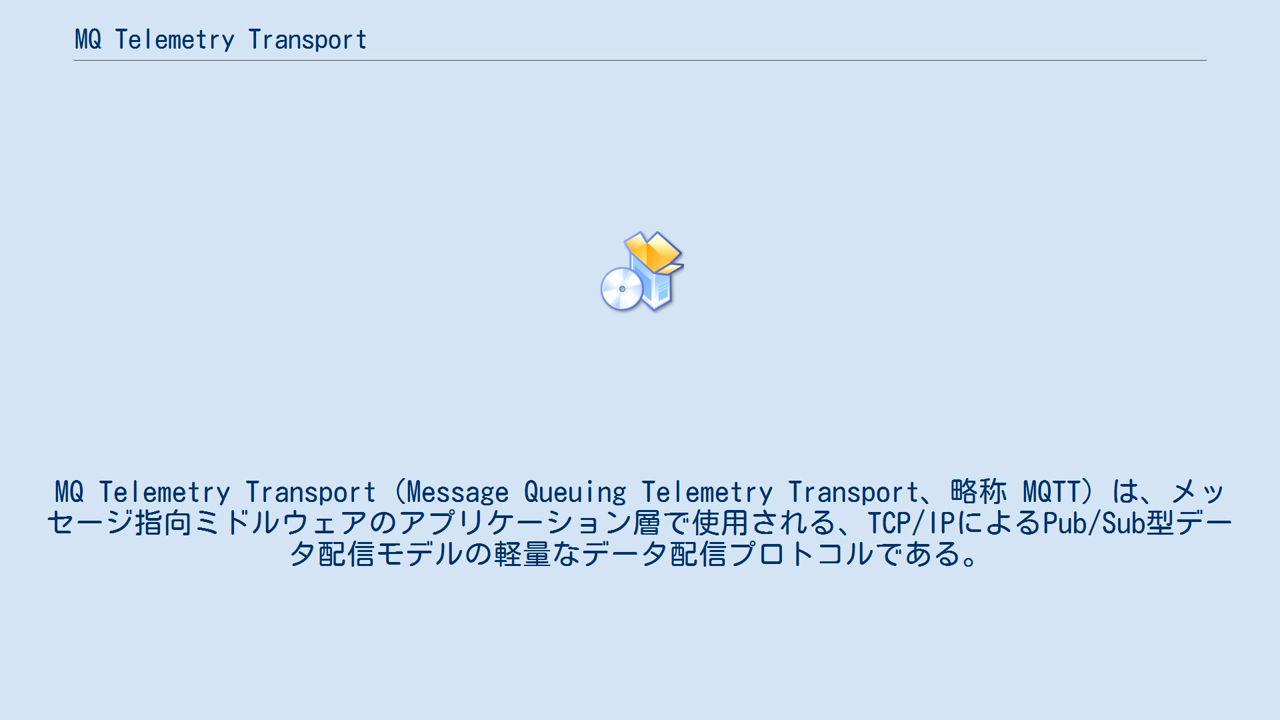 MQ Telemetry Transport
MQ Telemetry Transport（Message Queuing Telemetry Transport、略称 MQTT）は、メッ
セージ指向ミドルウェアのアプリケーション層で使用される、TCP/IPによるPub/Sub型デー
タ配信モデルの軽量なデータ配信プロトコルである。